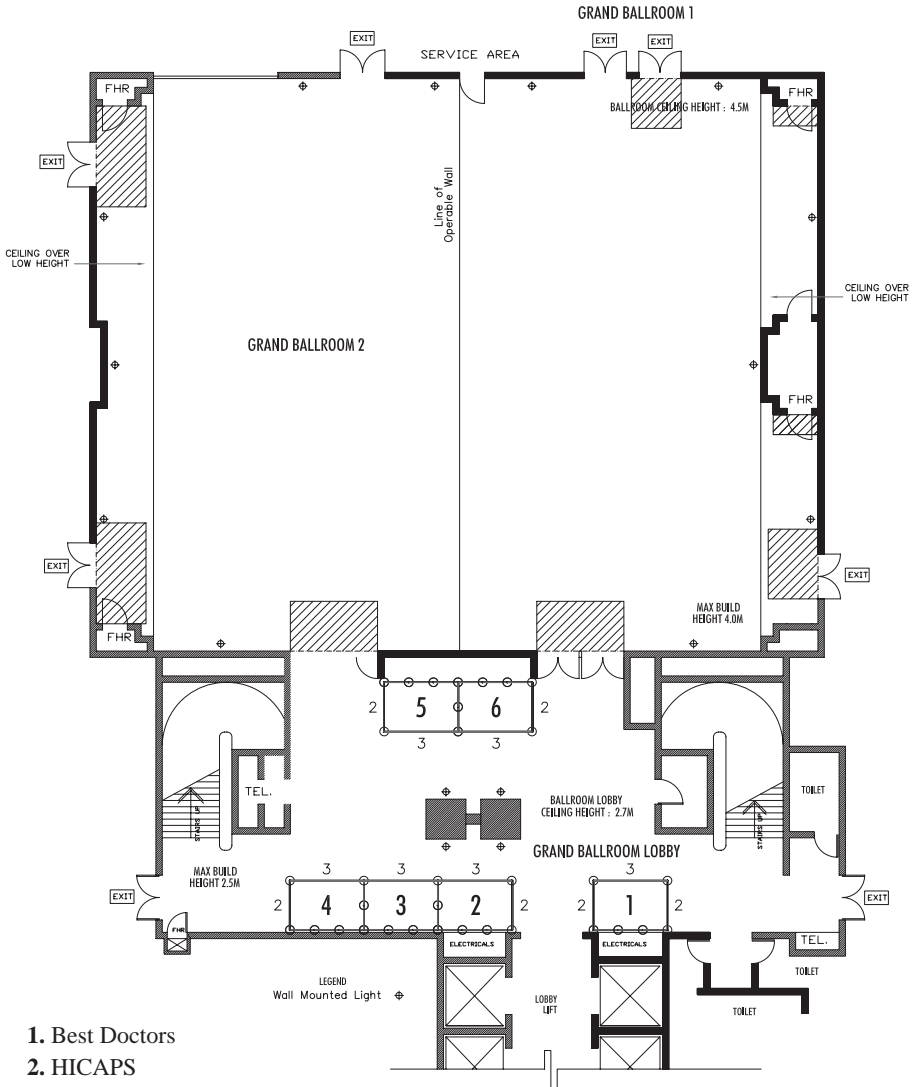 GRAND BALLROOM 1
EXIT
SERVICE AREA
EXIT
EXIT
FHR
FHR
BALLROOM CEILING HEIGHT : 4.5M
EXIT
Line of
Operable Wall
CEILING OVER
LOW HEIGHT
CEILING OVER
LOW HEIGHT
GRAND BALLROOM 2
FHR
EXIT
EXIT
MAX BUILD
HEIGHT 4.0M
FHR
2
5
6
2
3
3
TEL.
STAIRS UP
BALLROOM LOBBY
CEILING HEIGHT : 2.7M
STAIRS UP
TOILET
GRAND BALLROOM LOBBY
MAX BUILD
HEIGHT 2.5M
3
3
3
3
EXIT
2
4
3
2
2
2
1
2
EXIT
FHR
ELECTRICALS
ELECTRICALS
TEL.
TOILET
LEGEND
Wall Mounted Light
LOBBY
LIFT
TOILET
1. Best Doctors
2. HICAPS